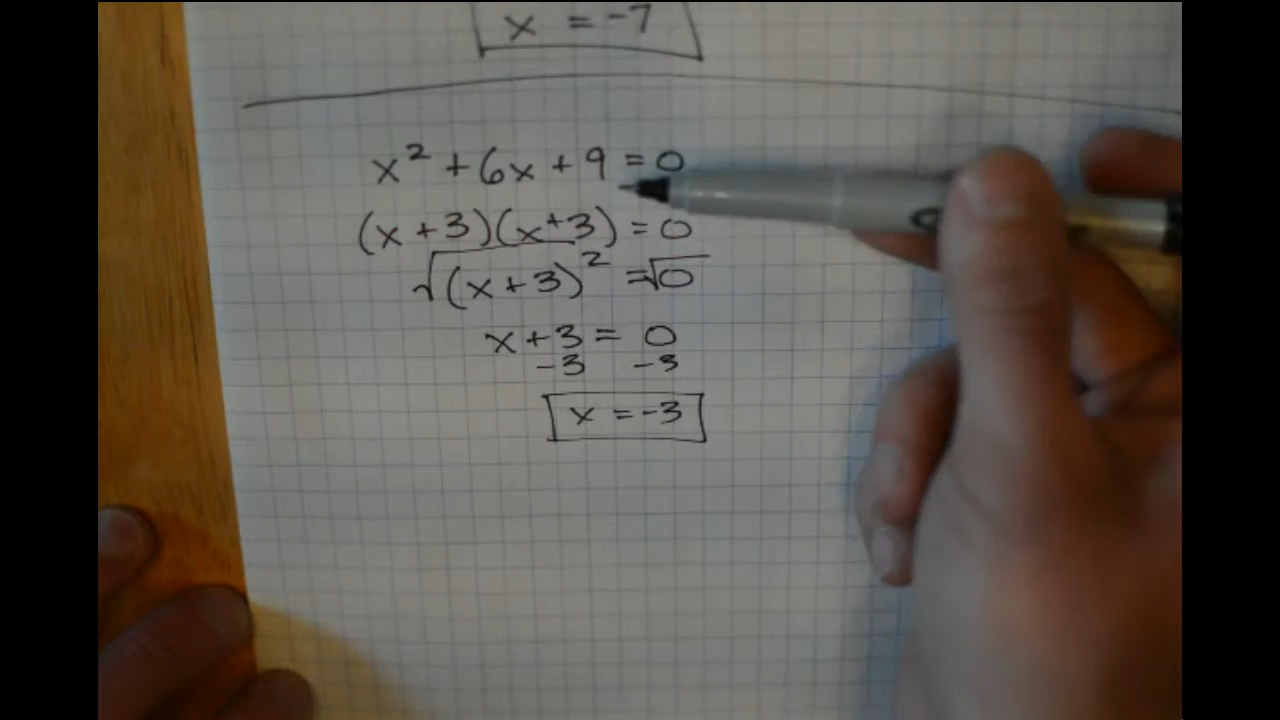 x = -7
x² + 6x + 9 = 0
(x + 3)(x + 3) = 0
√(x + 3)² = √0
x + 3 = 0
-3 -3
x = -3